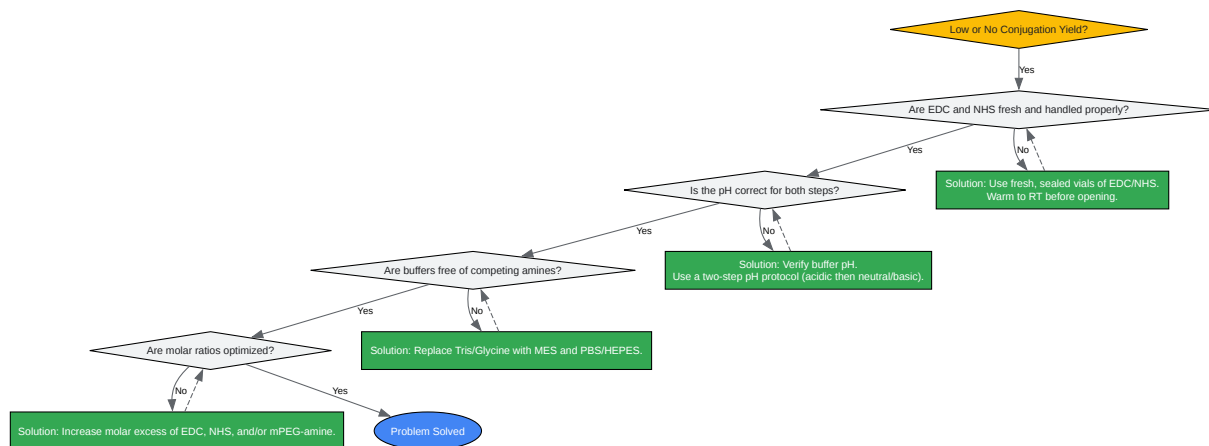 Low or No Conjugation Yield?
Yes
Are EDC and NHS fresh and handled properly?
Yes
No
Solution: Use fresh, sealed vials of EDC/NHS.
Warm to RT before opening.
Is the pH correct for both steps?
Yes
No
Solution: Verify buffer pH.
Use a two-step pH protocol (acidic then neutral/basic).
Are buffers free of competing amines?
Yes
No
Solution: Replace Tris/Glycine with MES and PBS/HEPES.
Are molar ratios optimized?
No
Yes
Solution: Increase molar excess of EDC, NHS, and/or mPEG-amine.
Problem Solved